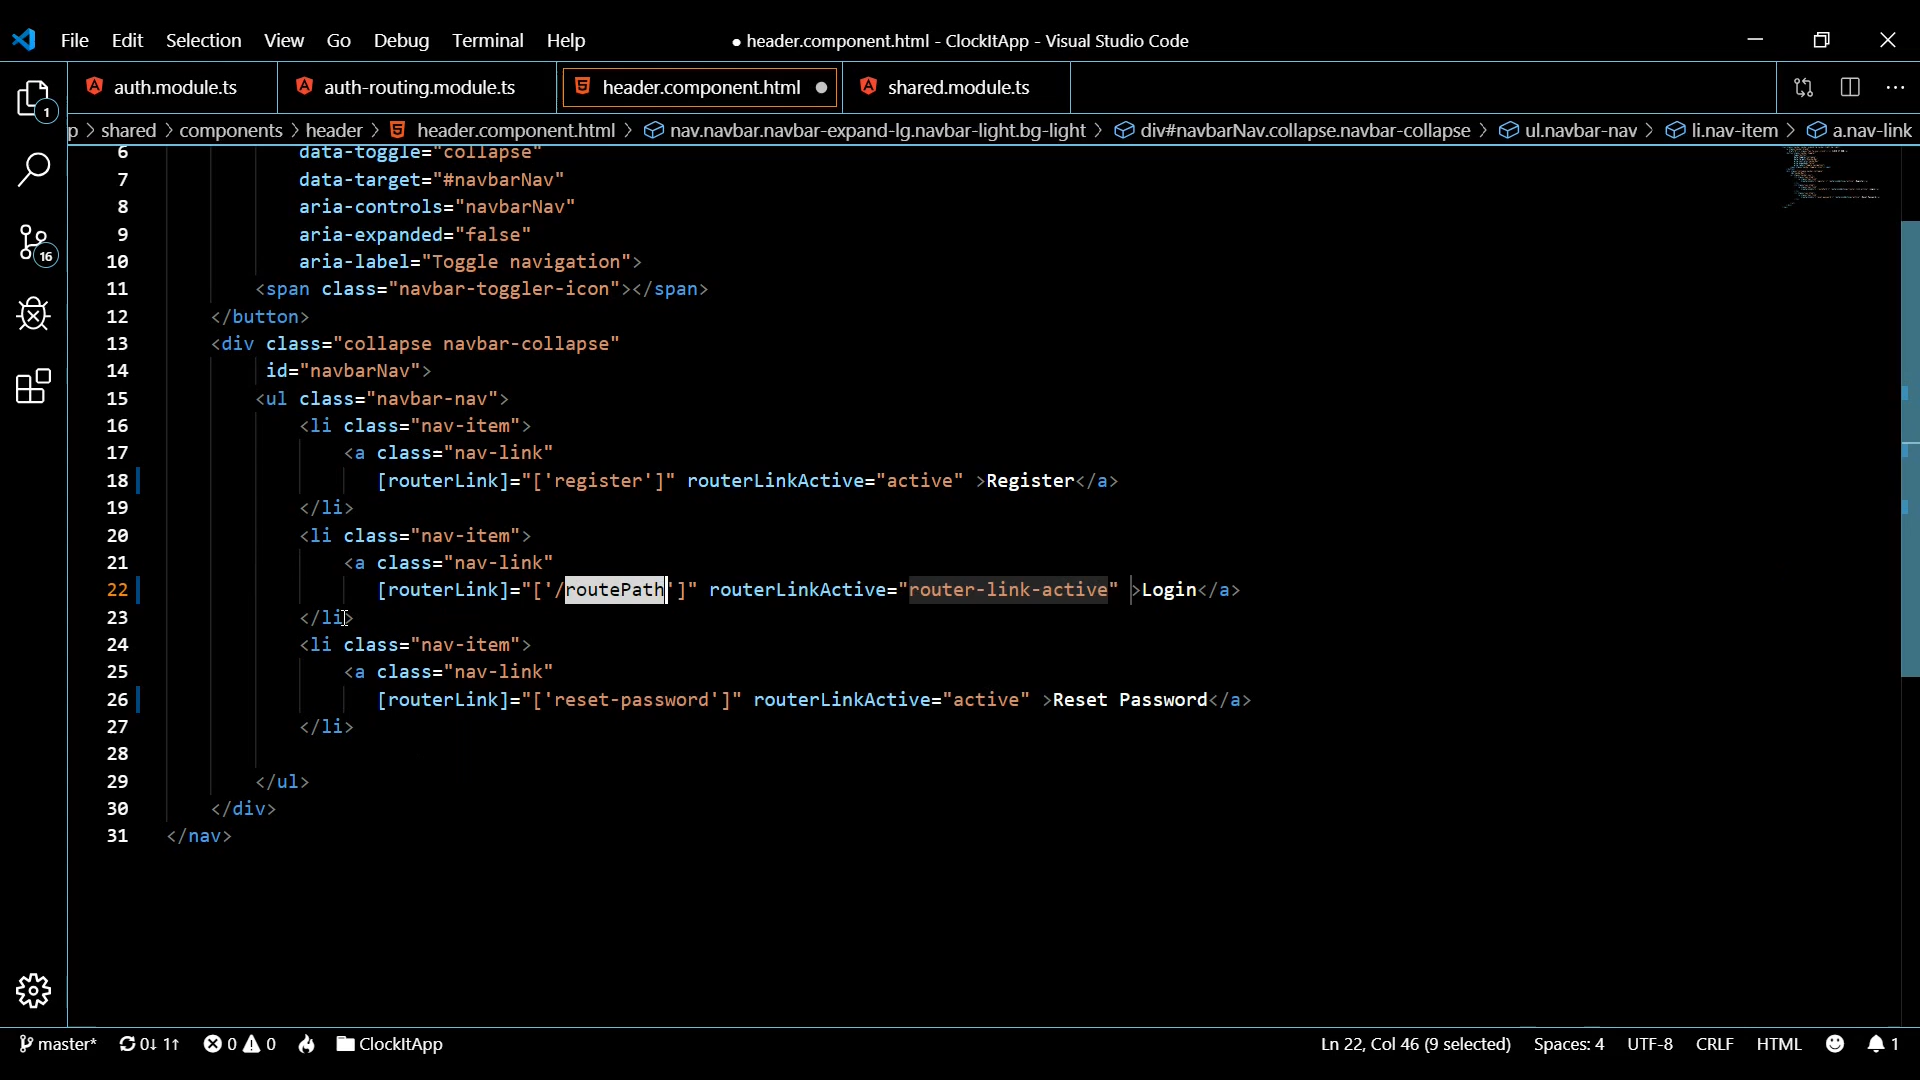 File Edit Selection View Go Debug Terminal Help ● header.component.html - ClockItApp - Visual Studio Code
auth.module.ts auth-routing.module.ts header.component.html shared.module.ts
1
p > shared > components > header > header.component.html > nav.navbar.navbar-expand-lg.navbar-light.bg-light > div#navbarNav.collapse.navbar-collapse > ul.navbar-nav > li.nav-item > a.nav-link
6 data-toggle="collapse"
7 data-target="#navbarNav"
8 aria-controls="navbarNav"
9 aria-expanded="false"
16
10 aria-label="Toggle navigation">
11 <span class="navbar-toggler-icon"></span>
12 </button>
13 <div class="collapse navbar-collapse"
14 id="navbarNav">
15 <ul class="navbar-nav">
16 <li class="nav-item">
17 <a class="nav-link"
18 [routerLink]="['register']" routerLinkActive="active" >Register</a>
19 </li>
20 <li class="nav-item">
21 <a class="nav-link"
22 [routerLink]="['/routePath']" routerLinkActive="router-link-active" >Login</a>
23 </li>
24 <li class="nav-item">
25 <a class="nav-link"
26 [routerLink]="['reset-password']" routerLinkActive="active" >Reset Password</a>
27 </li>
28
29 </ul>
30 </div>
31 </nav>
master* 0↓ 1↑ 0 0 ClockItApp Ln 22, Col 46 (9 selected) Spaces: 4 UTF-8 CRLF HTML 1